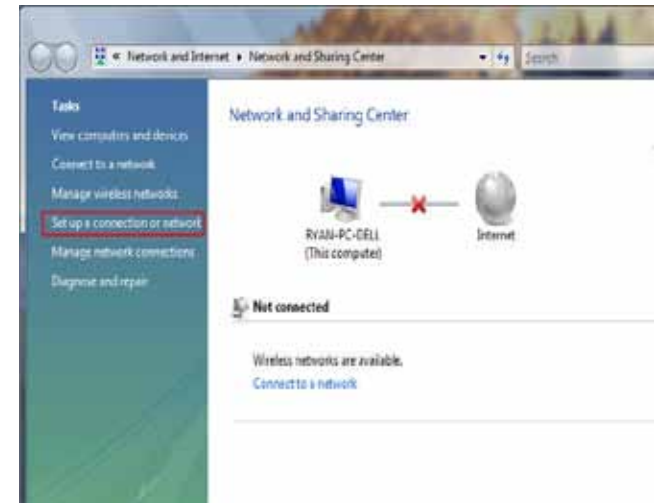 « Network and Internet ▸ Network and Sharing Center
Search
Tasks
View computers and devices
Connect to a network
Manage wireless networks
Set up a connection or network
Manage network connections
Diagnose and repair
Network and Sharing Center
RYAN-PC-DELL
(This computer)
Internet
Not connected
Wireless networks are available.
Connect to a network